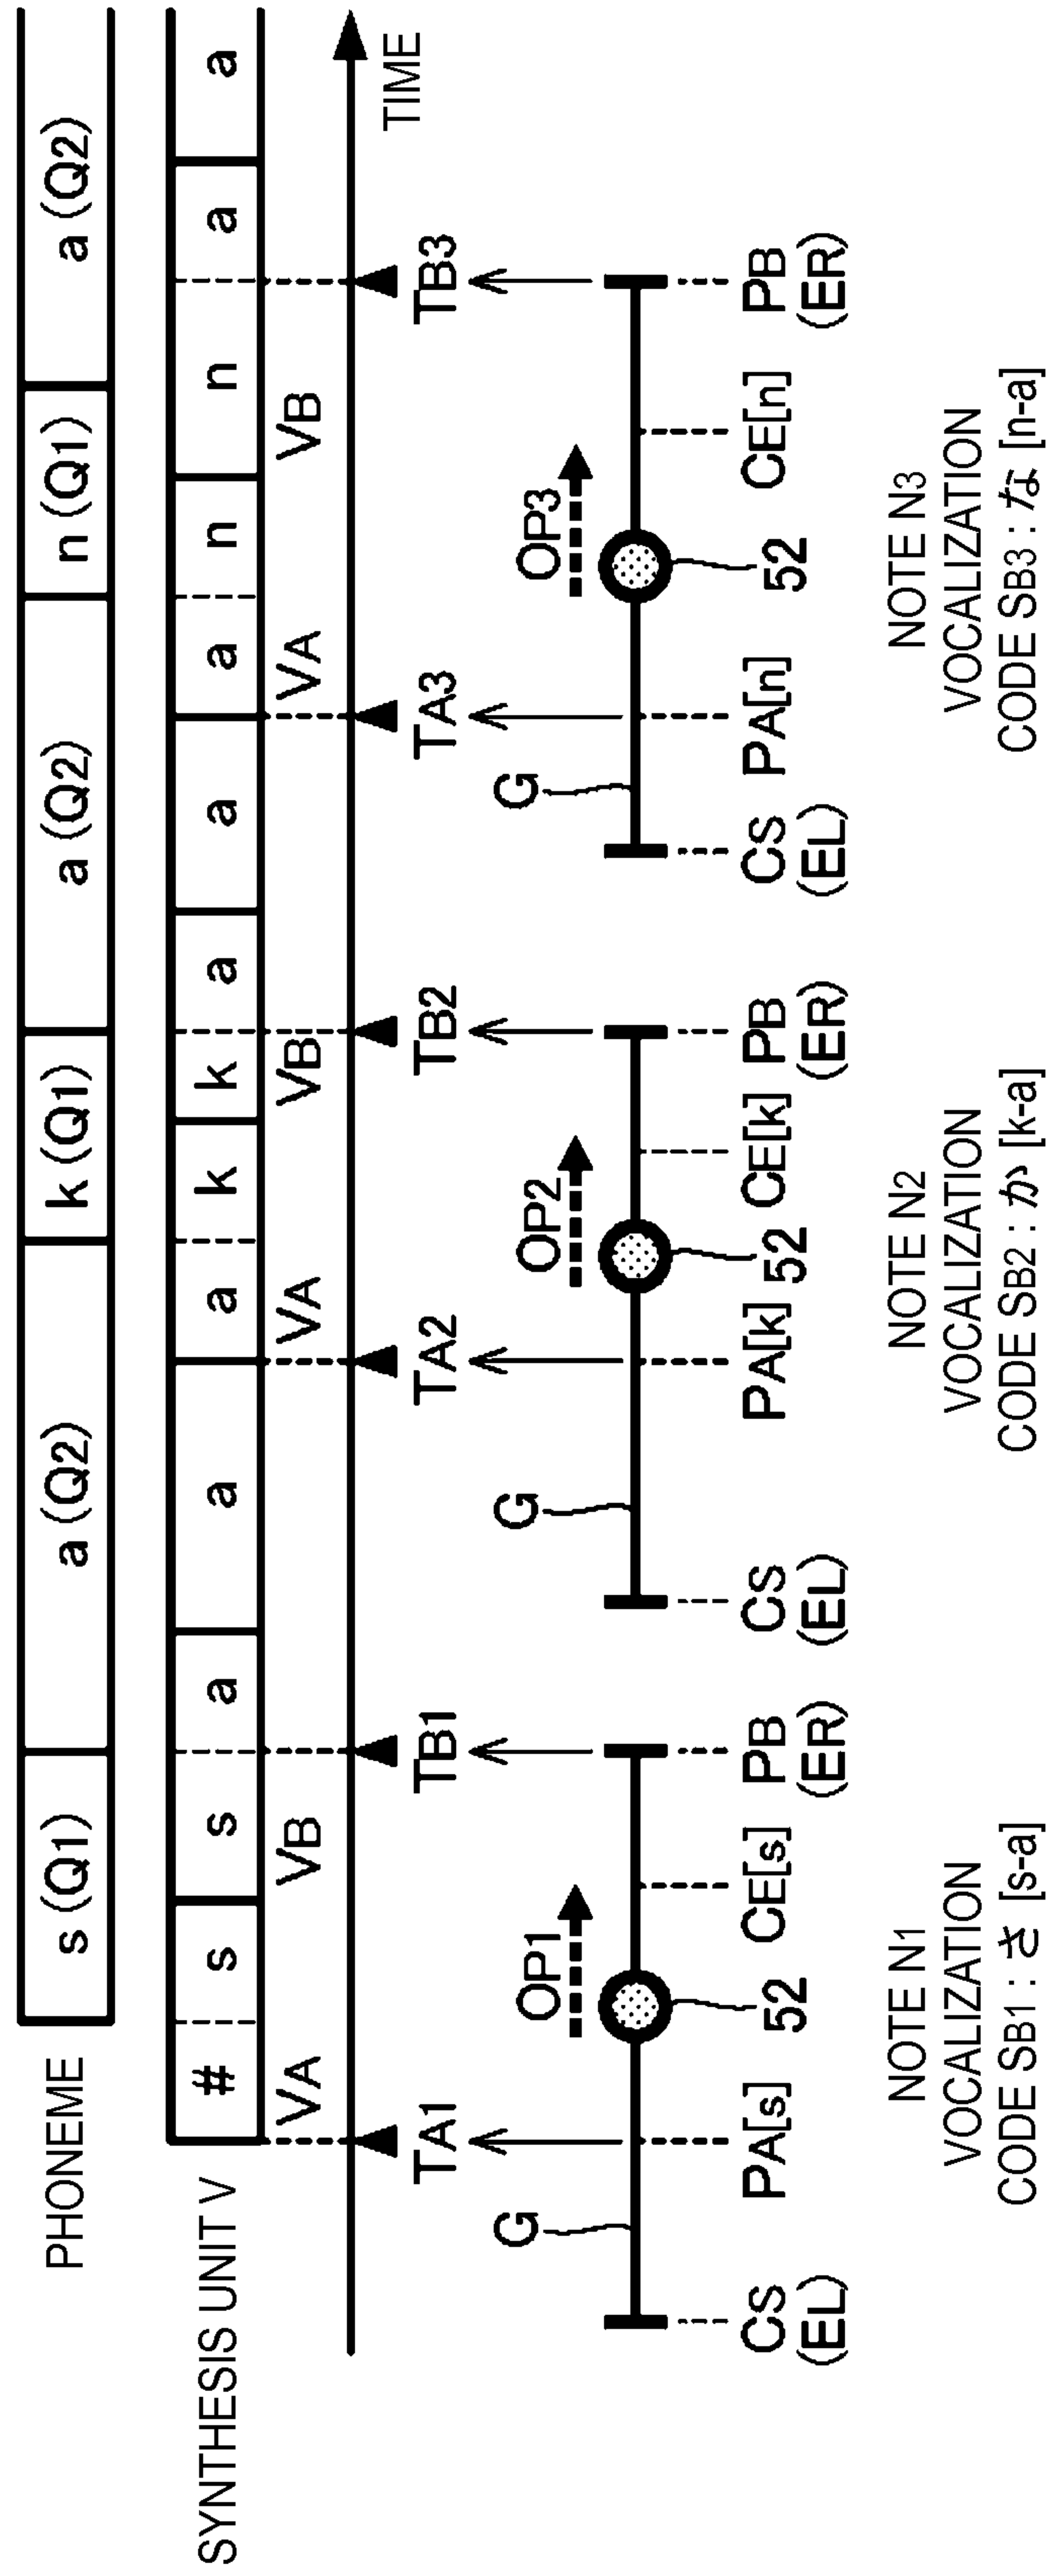 PHONEME
s (Q1) a (Q2) k (Q1) a (Q2) n (Q1) a (Q2)
SYNTHESIS UNIT V
# s s a a a k k a a a n n a a
VA VB VA VB VA VB
TIME
TA1 TB1 TA2 TB2 TA3 TB3
G OP1 G OP2 G OP3
CS PA[s] 52 CE[s] PB CS PA[k] 52 CE[k] PB CS PA[n] 52 CE[n] PB
(EL) (ER) (EL) (ER) (EL) (ER)
NOTE N1 NOTE N2 NOTE N3
VOCALIZATION VOCALIZATION VOCALIZATION
CODE SB1 : さ [s-a] CODE SB2 : か [k-a] CODE SB3 : な [n-a]